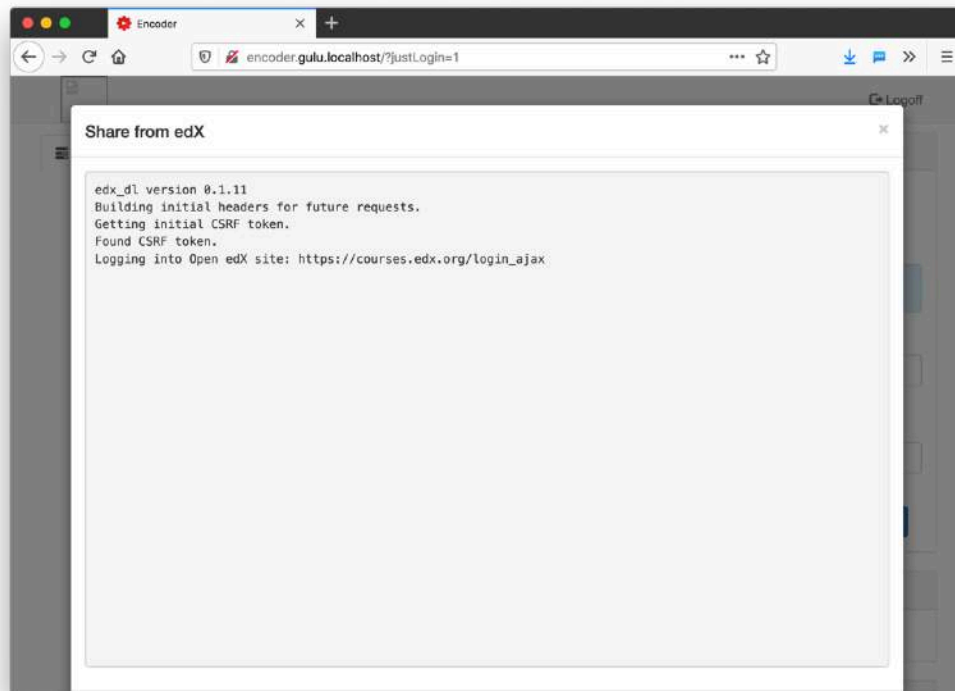 Encoder
encoder.gulu.localhost/?justLogin=1
Logoff
Share from edX
edx_dl version 0.1.11
Building initial headers for future requests.
Getting initial CSRF token.
Found CSRF token.
Logging into Open edX site: https://courses.edx.org/login_ajax